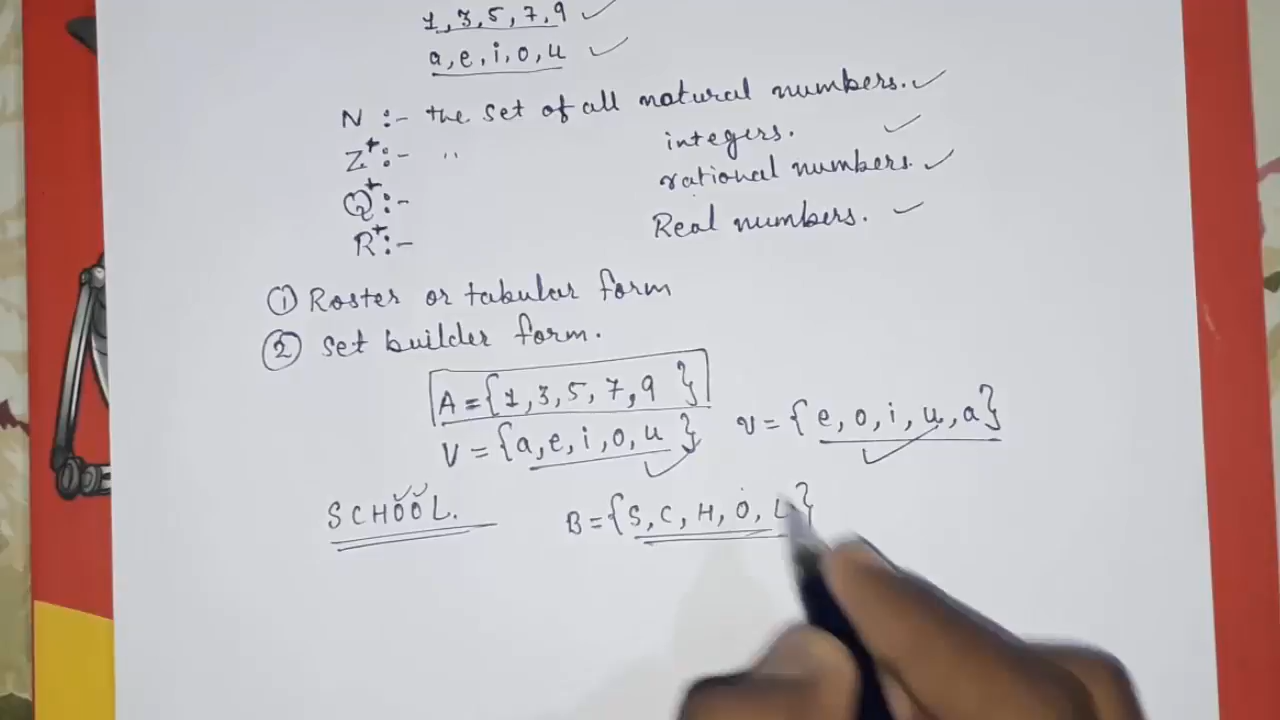 1, 3, 5, 7, 9
a, e, i, o, u
N :- the set of all natural numbers.
Z⁺ :- " integers.
Q⁺ :- rational numbers.
R⁺ :- Real numbers.
① Roster or tabular form
② Set builder form.
A = {1, 3, 5, 7, 9 }
V = {a, e, i, o, u } v = {e, o, i, u, a}
SCHOOL. B = {S, C, H, O, L}